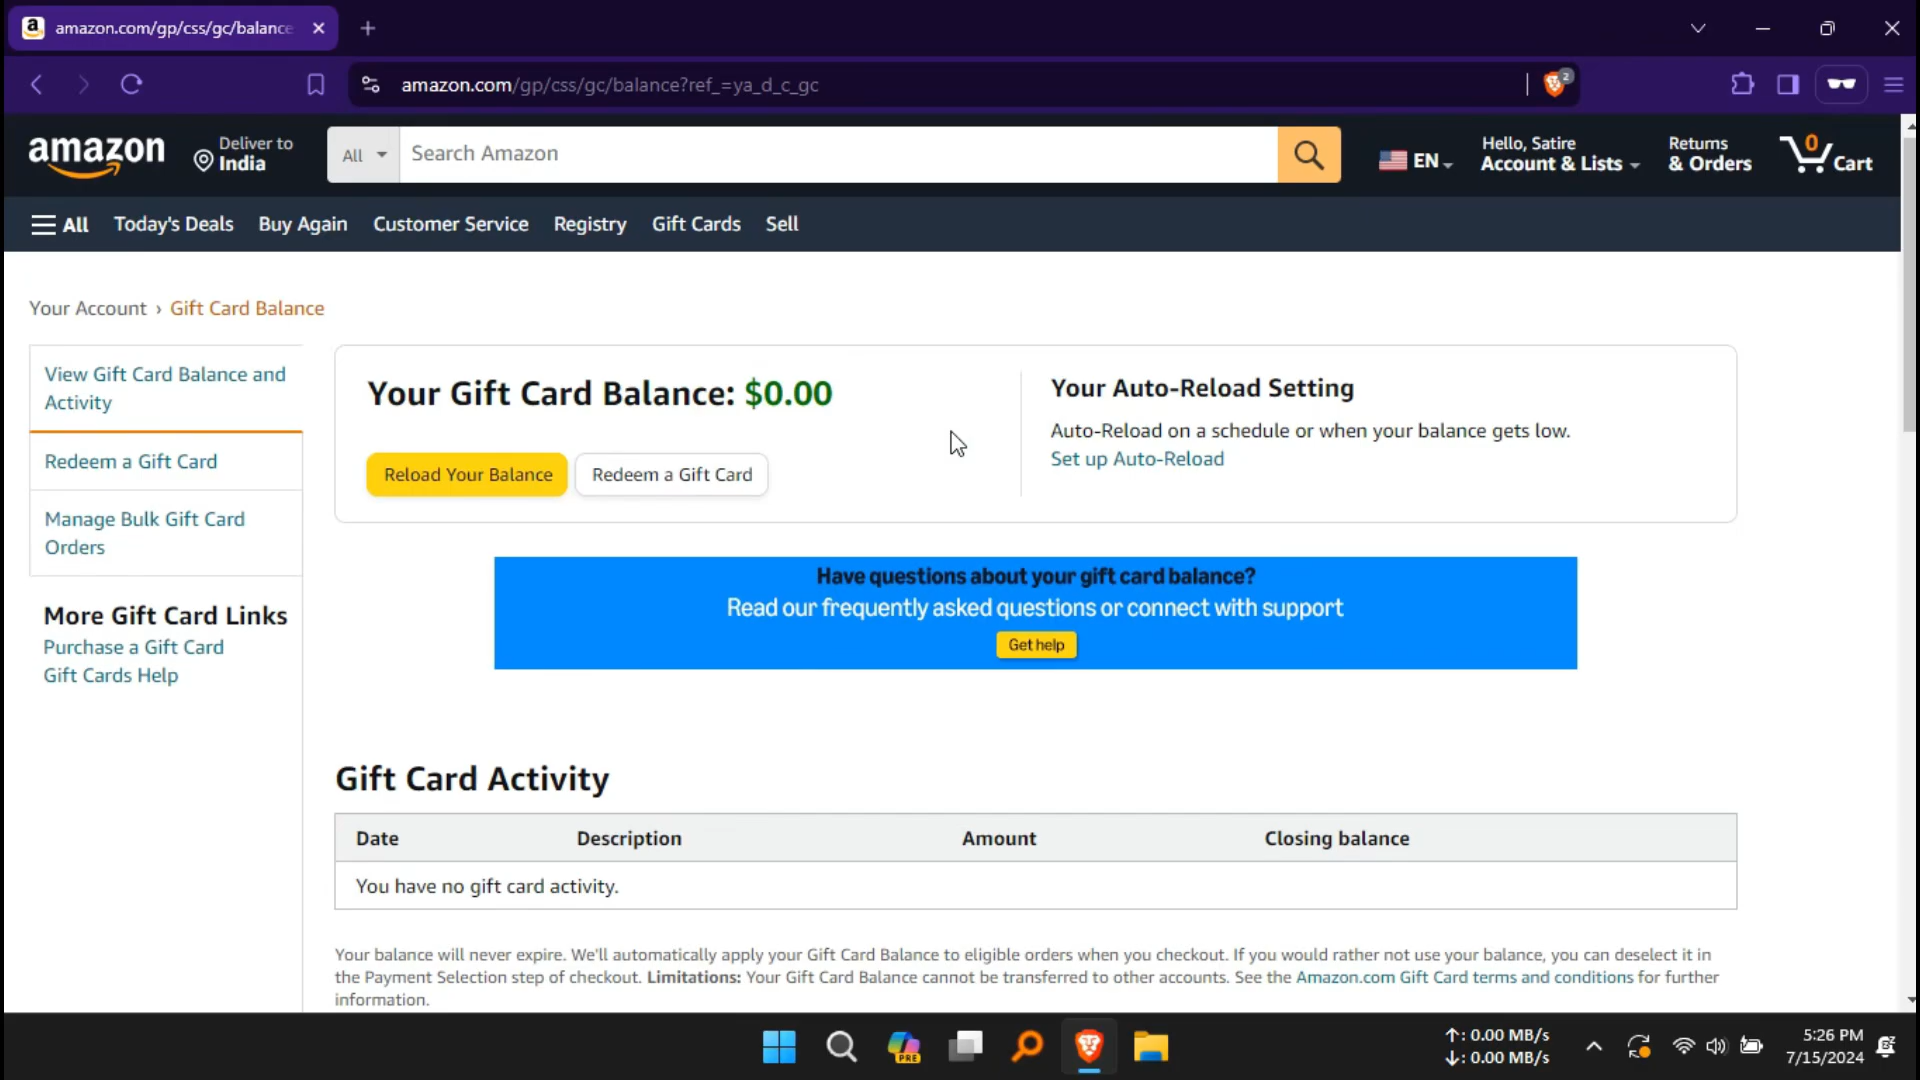 amazon.com/gp/css/gc/balance
amazon.com/gp/css/gc/balance?ref_=ya_d_c_gc
2
amazon
Deliver to
India
All
Search Amazon
EN
Hello, Satire
Account & Lists
Returns
& Orders
0
Cart
All
Today's Deals
Buy Again
Customer Service
Registry
Gift Cards
Sell
Your Account › Gift Card Balance
View Gift Card Balance and
Activity
Redeem a Gift Card
Manage Bulk Gift Card
Orders
More Gift Card Links
Purchase a Gift Card
Gift Cards Help
Your Gift Card Balance: $0.00
Reload Your Balance
Redeem a Gift Card
Your Auto-Reload Setting
Auto-Reload on a schedule or when your balance gets low.
Set up Auto-Reload
Have questions about your gift card balance?
Read our frequently asked questions or connect with support
Get help
Gift Card Activity
Date Description Amount Closing balance
You have no gift card activity.
Your balance will never expire. We'll automatically apply your Gift Card Balance to eligible orders when you checkout. If you would rather not use your balance, you can deselect it in
the Payment Selection step of checkout. Limitations: Your Gift Card Balance cannot be transferred to other accounts. See the Amazon.com Gift Card terms and conditions for further
information.
PRE
↑: 0.00 MB/s
↓: 0.00 MB/s
5:26 PM
7/15/2024